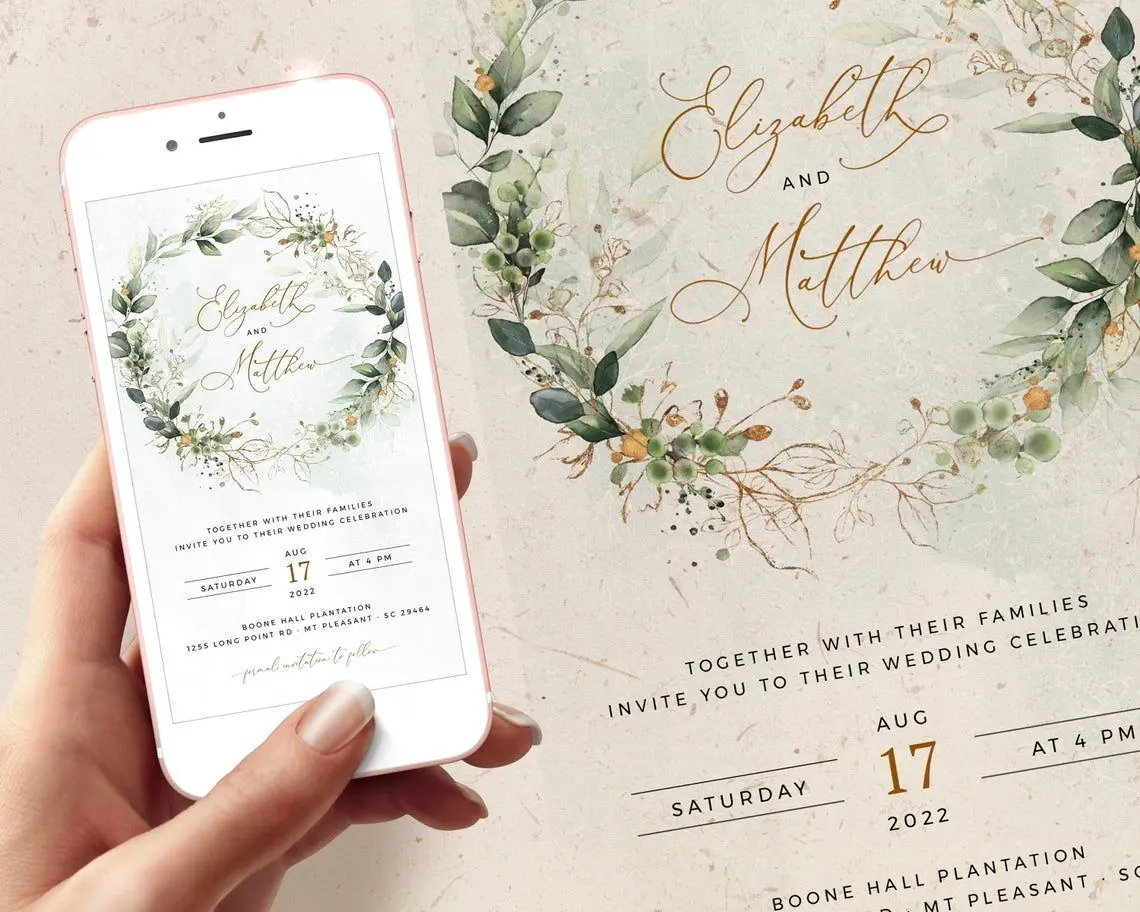 Elizabeth
AND
Matthew
TOGETHER WITH THEIR FAMILIES
INVITE YOU TO THEIR WEDDING CELEBRATION
SATURDAY
AUG
17
2022
AT 4 PM
BOONE HALL PLANTATION
1255 LONG POINT RD · MT PLEASANT · SC 29464
formal invitation to follow
Elizabeth
AND
Matthew
TOGETHER WITH THEIR FAMILIES
INVITE YOU TO THEIR WEDDING CELEBRATI
SATURDAY
AUG
17
2022
AT 4 PM
BOONE HALL PLANTATION
· MT PLEASANT · SC